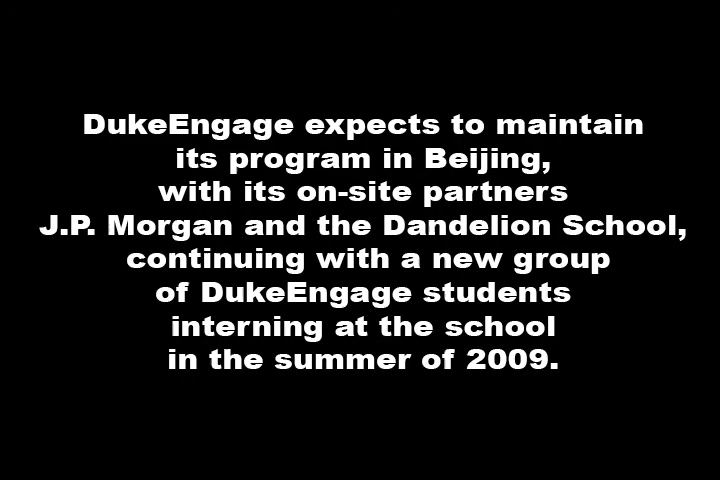 DukeEngage expects to maintain
its program in Beijing,
with its on-site partners
J.P. Morgan and the Dandelion School,
continuing with a new group
of DukeEngage students
interning at the school
in the summer of 2009.